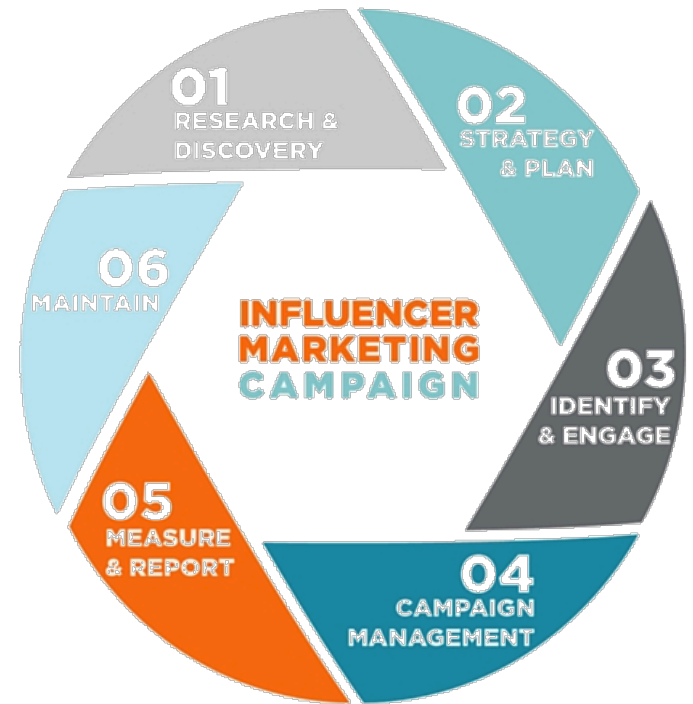 01
RESEARCH &
DISCOVERY
02
STRATEGY
& PLAN
03
IDENTIFY
& ENGAGE
04
CAMPAIGN
MANAGEMENT
05
MEASURE
& REPORT
06
MAINTAIN
INFLUENCER
MARKETING
CAMPAIGN